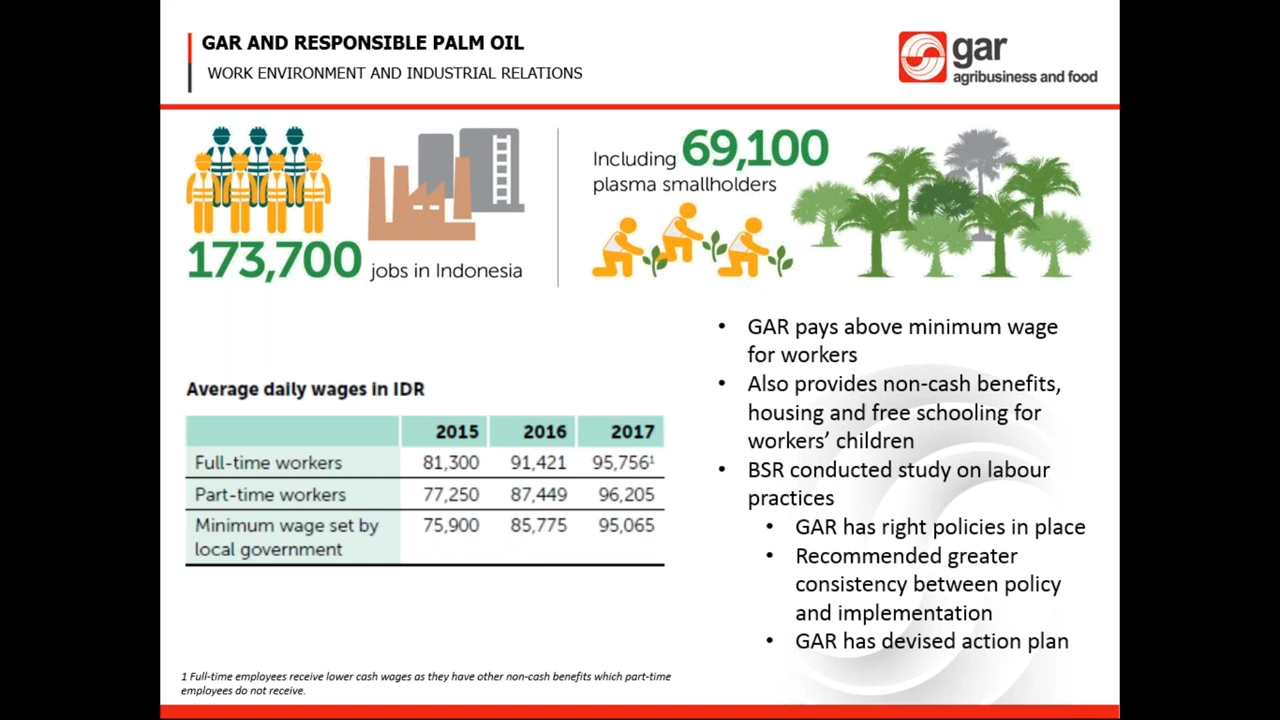 GAR AND RESPONSIBLE PALM OIL
WORK ENVIRONMENT AND INDUSTRIAL RELATIONS
gar
agribusiness and food
173,700 jobs in Indonesia
Including 69,100
plasma smallholders
Average daily wages in IDR
2015 2016 2017
Full-time workers 81,300 91,421 95,756¹
Part-time workers 77,250 87,449 96,205
Minimum wage set by 75,900 85,775 95,065
local government
• GAR pays above minimum wage
for workers
• Also provides non-cash benefits,
housing and free schooling for
workers’ children
• BSR conducted study on labour
practices
• GAR has right policies in place
• Recommended greater
consistency between policy
and implementation
• GAR has devised action plan
1 Full-time employees receive lower cash wages as they have other non-cash benefits which part-time
employees do not receive.